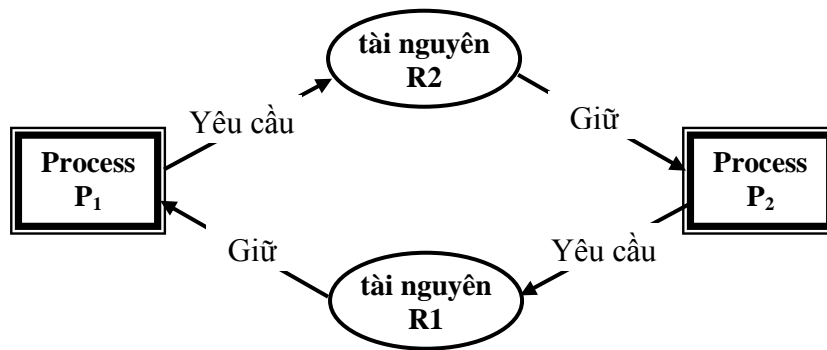 tài nguyên
R2
Yêu cầu
Giữ
Process
P₁
Process
P₂
Giữ
Yêu cầu
tài nguyên
R1